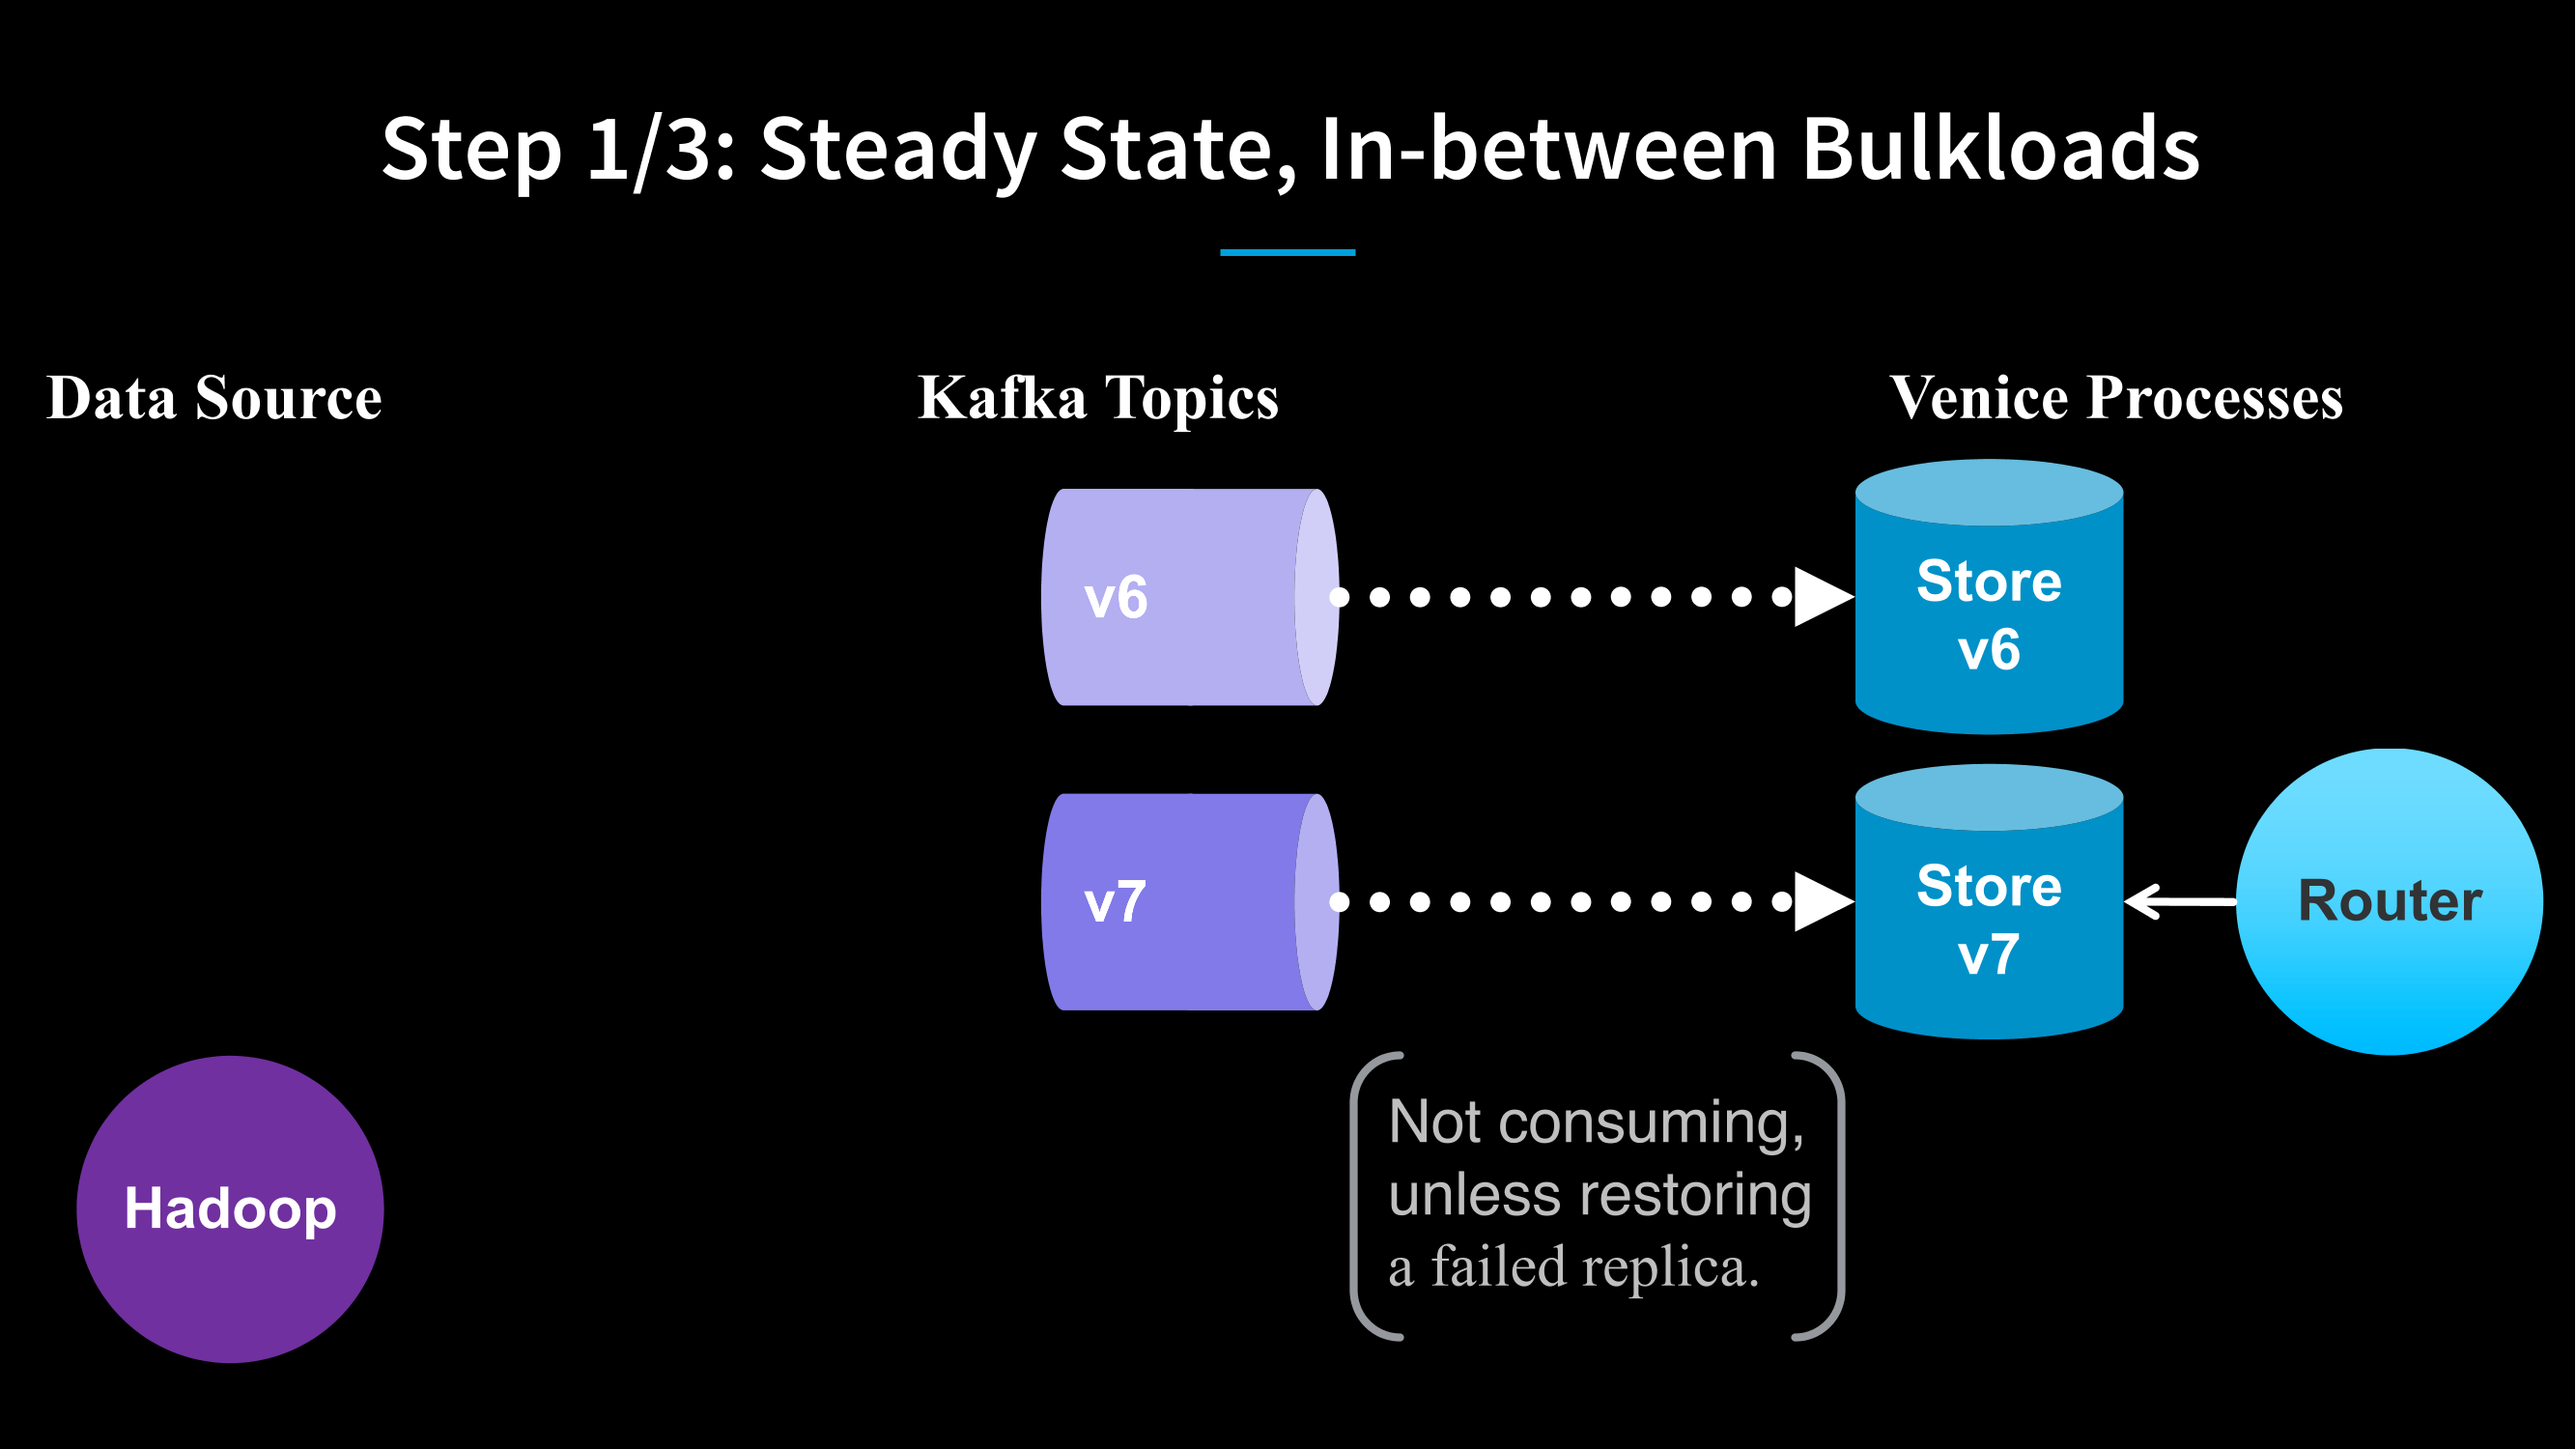 Step 1/3: Steady State, In-between Bulkloads
Data Source
Kafka Topics
Venice Processes
v6
Store
v6
v7
Store
v7
Router
Not consuming,
unless restoring
a failed replica.
Hadoop